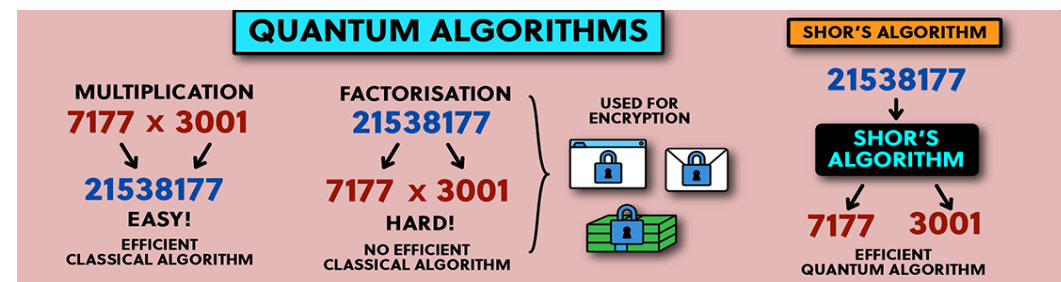 QUANTUM ALGORITHMS
MULTIPLICATION
7177 x 3001
21538177
EASY!
EFFICIENT
CLASSICAL ALGORITHM
FACTORISATION
21538177
7177 x 3001
HARD!
NO EFFICIENT
CLASSICAL ALGORITHM
USED FOR
ENCRYPTION
SHOR'S ALGORITHM
21538177
SHOR'S
ALGORITHM
7177 3001
EFFICIENT
QUANTUM ALGORITHM